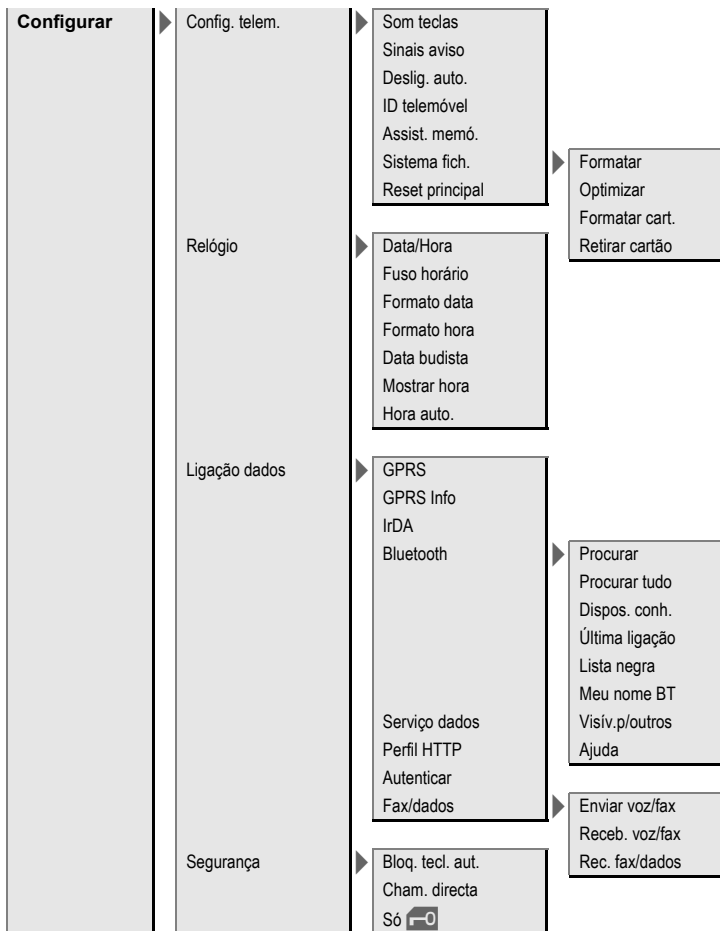 Configurar
Config. telem.
Som teclas
Sinais aviso
Deslig. auto.
ID telemóvel
Assist. memó.
Sistema fich.
Formatar
Reset principal
Optimizar
Formatar cart.
Relógio
Data/Hora
Retirar cartão
Fuso horário
Formato data
Formato hora
Data budista
Mostrar hora
Hora auto.
Ligação dados
GPRS
GPRS Info
IrDA
Bluetooth
Procurar
Procurar tudo
Dispos. conh.
Última ligação
Lista negra
Meu nome BT
Serviço dados
Visív.p/outros
Perfil HTTP
Ajuda
Autenticar
Fax/dados
Enviar voz/fax
Receb. voz/fax
Segurança
Bloq. tecl. aut.
Rec. fax/dados
Cham. directa
Só